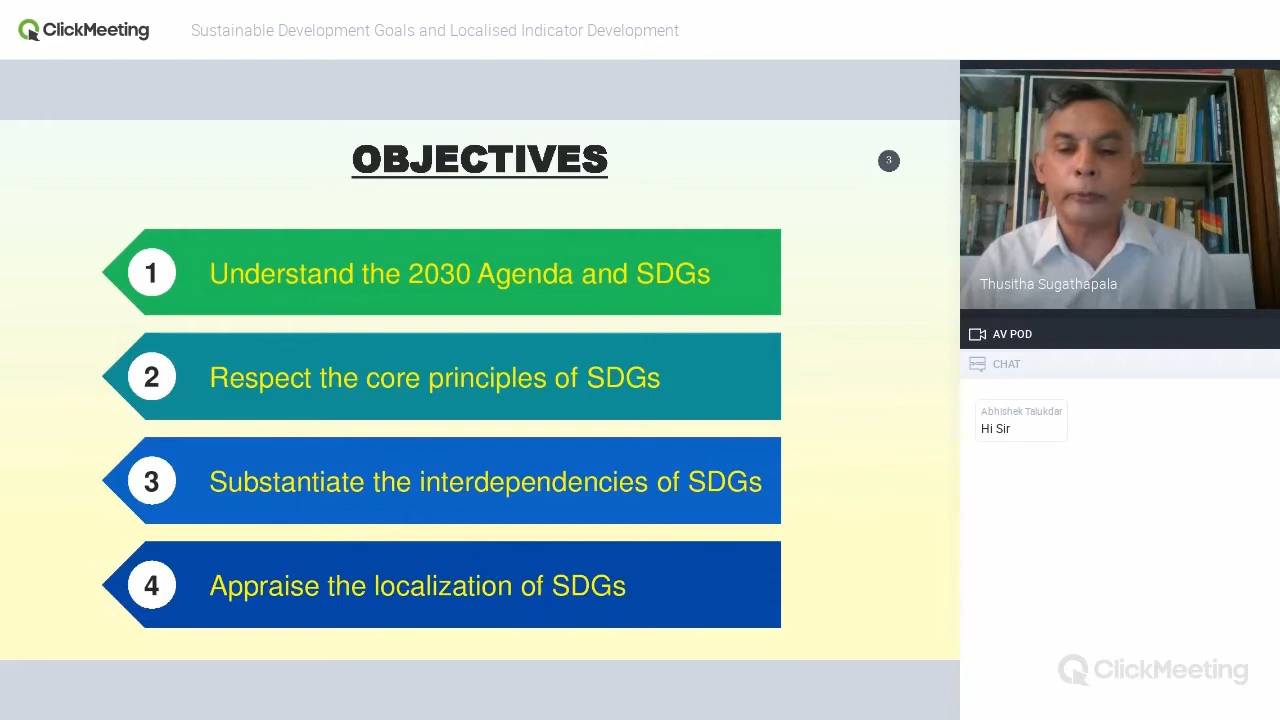 ClickMeeting
Sustainable Development Goals and Localised Indicator Development
OBJECTIVES
3
1 Understand the 2030 Agenda and SDGs
2 Respect the core principles of SDGs
3 Substantiate the interdependencies of SDGs
4 Appraise the localization of SDGs
Thusitha Sugathapala
AV POD
CHAT
Abhishek Talukdar
Hi Sir
ClickMeeting